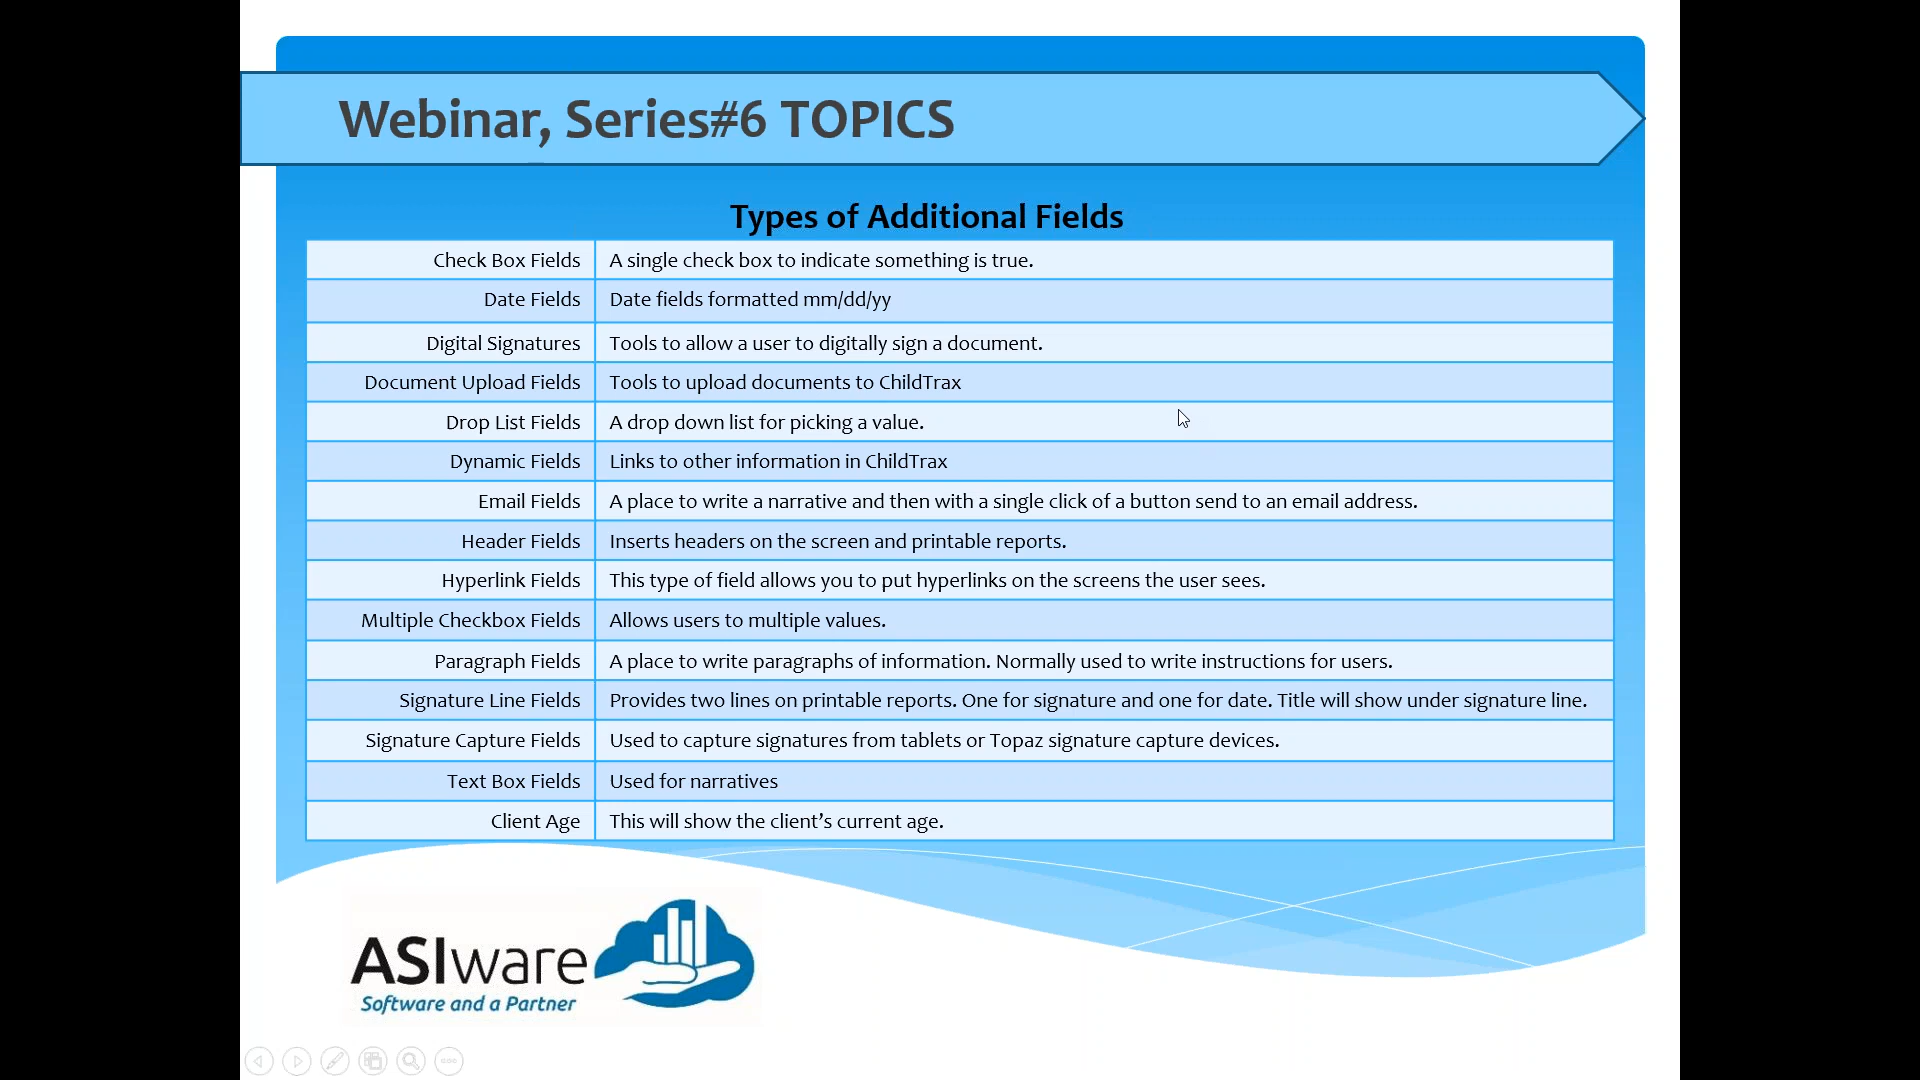 Webinar, Series#6 TOPICS
Types of Additional Fields
Check Box Fields A single check box to indicate something is true.
Date Fields Date fields formatted mm/dd/yy
Digital Signatures Tools to allow a user to digitally sign a document.
Document Upload Fields Tools to upload documents to ChildTrax
Drop List Fields A drop down list for picking a value.
Dynamic Fields Links to other information in ChildTrax
Email Fields A place to write a narrative and then with a single click of a button send to an email address.
Header Fields Inserts headers on the screen and printable reports.
Hyperlink Fields This type of field allows you to put hyperlinks on the screens the user sees.
Multiple Checkbox Fields Allows users to multiple values.
Paragraph Fields A place to write paragraphs of information. Normally used to write instructions for users.
Signature Line Fields Provides two lines on printable reports. One for signature and one for date. Title will show under signature line.
Signature Capture Fields Used to capture signatures from tablets or Topaz signature capture devices.
Text Box Fields Used for narratives
Client Age This will show the client’s current age.
ASIware
Software and a Partner